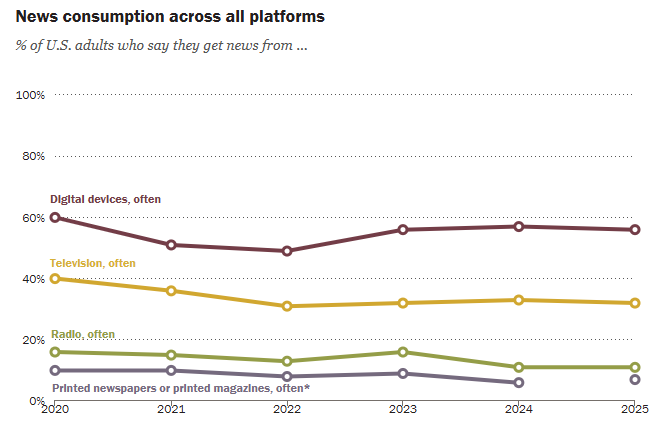 News consumption across all platforms
% of U.S. adults who say they get news from ...
100%
80%
Digital devices, often
60%
Television, often
40%
Radio, often
20%
Printed newspapers or printed magazines, often*
0%
2020 2021 2022 2023 2024 2025